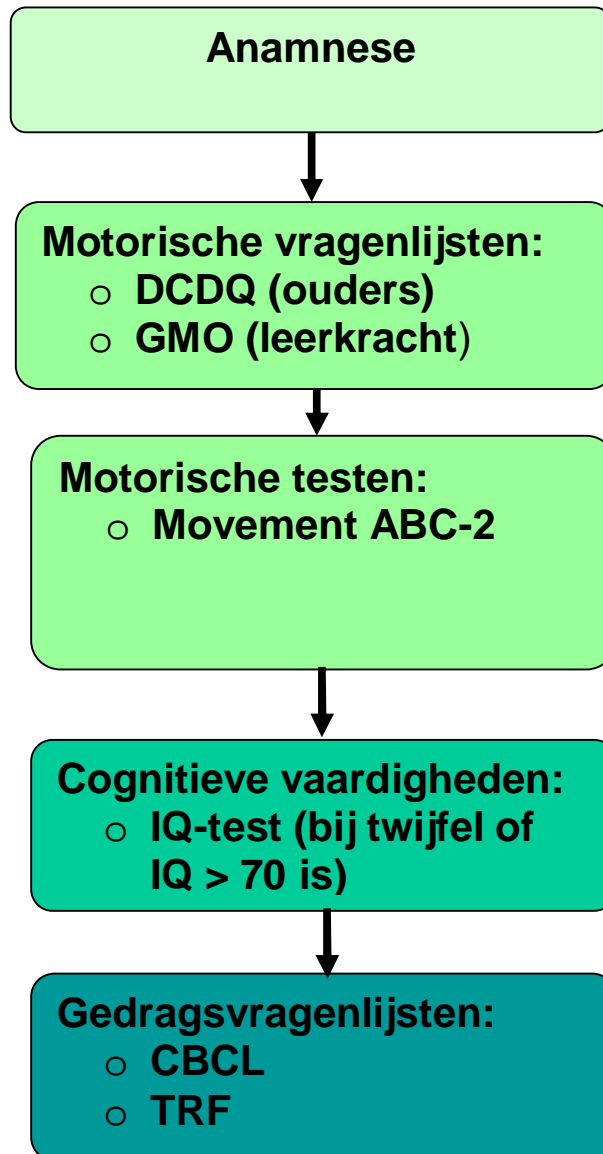 Anamnese
Motorische vragenlijsten:
o DCDQ (ouders)
o GMO (leerkracht)
Motorische testen:
o Movement ABC-2
Cognitieve vaardigheden:
o IQ-test (bij twijfel of
IQ > 70 is)
Gedragsvragenlijsten:
o CBCL
o TRF